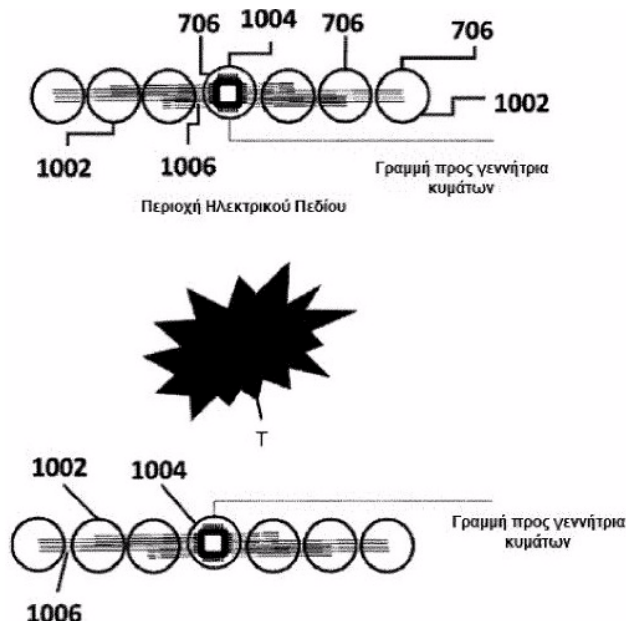 706 1004 706 706
1002
1002 1006
Γραμμή προς γεννήτρια
κυμάτων
Περιοχή Ηλεκτρικού Πεδίου
T
1002 1004
Γραμμή προς γεννήτρια
κυμάτων
1006